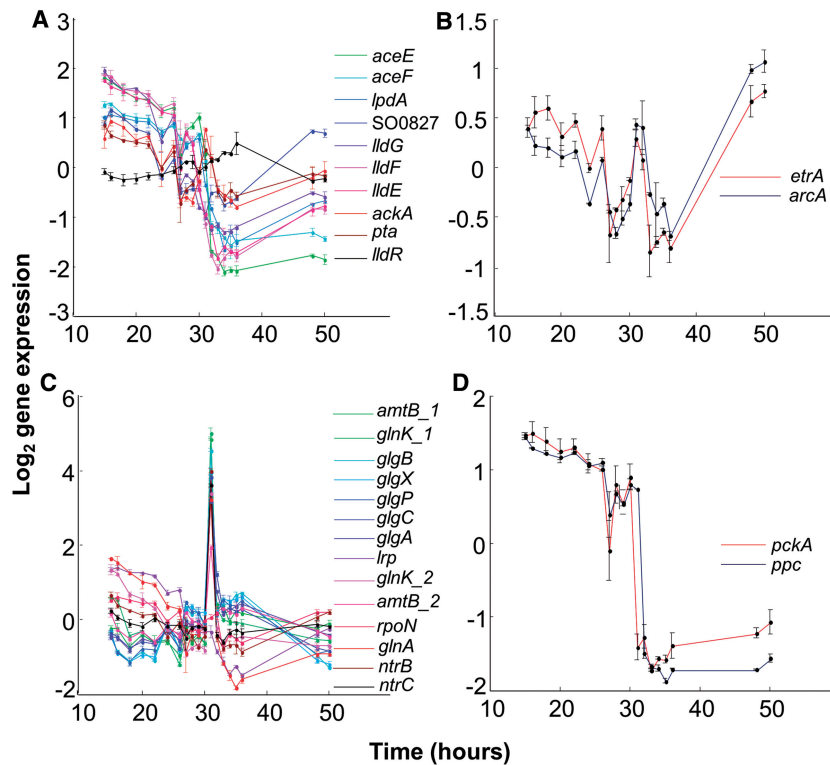 A
3
2
1
0
-1
-2
-3
10
20
30
40
50
aceE
aceF
lpdA
SO0827
lldG
lldF
lldE
ackA
pta
lldR
B
1.5
1
0.5
0
-0.5
-1
-1.5
10
20
30
40
50
etrA
arcA
C
6
4
2
0
-2
10
20
30
40
50
amtB_1
glnK_1
glgB
glgX
glgP
glgC
glgA
lrp
glnK_2
amtB_2
rpoN
glnA
ntrB
ntrC
D
2
1
0
-1
-2
10
20
30
40
50
pckA
ppc
Log2 gene expression
Time (hours)